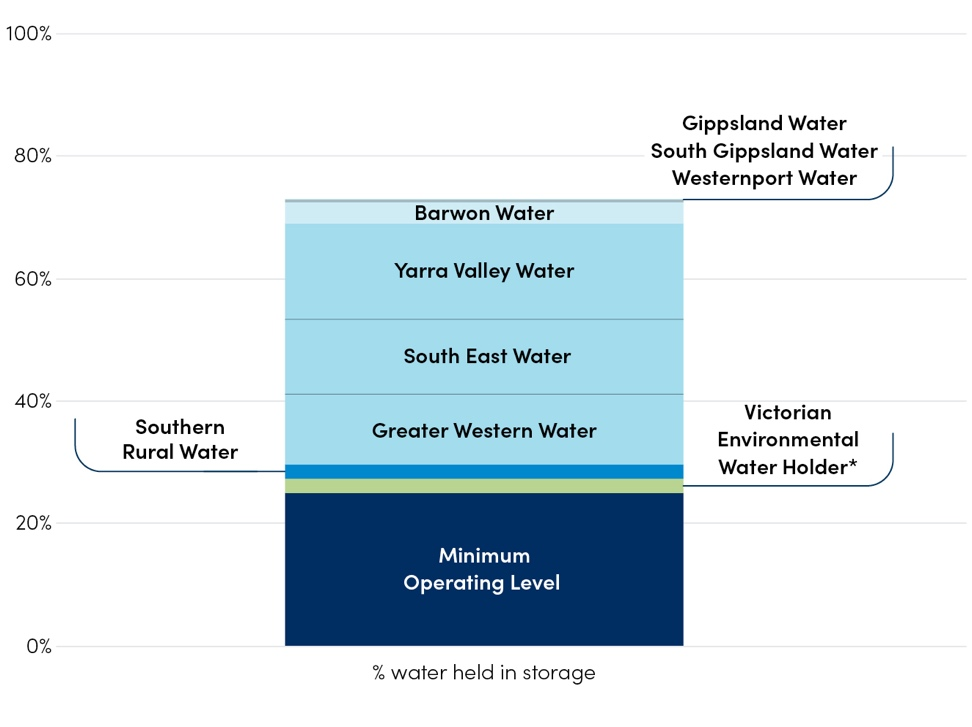 100%
Gippsland Water
80%
South Gippsland Water
Westernport Water
Barwon Water
60%
Yarra Valley Water
South East Water
40%
Victorian
Southern
Greater Western Water
Environmental
Rural Water
Water Holder*
20%
Minimum
Operating Level
0%
% water held in storage